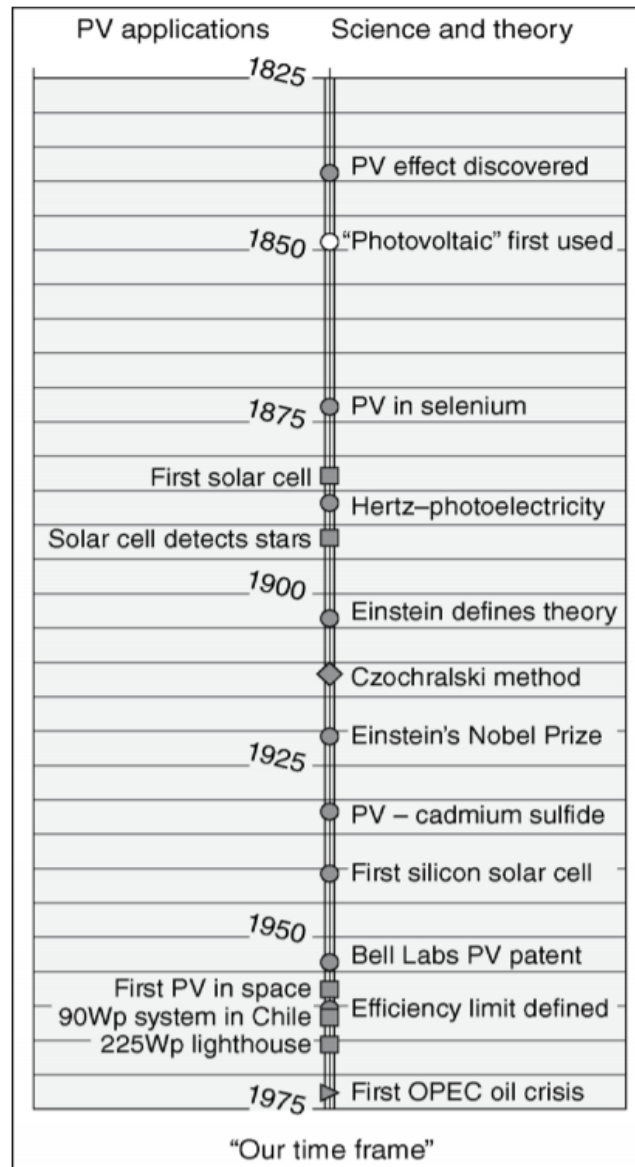 PV applications Science and theory
1825
PV effect discovered
1850
“Photovoltaic” first used
PV in selenium
1875
First solar cell
Hertz–photoelectricity
Solar cell detects stars
1900
Einstein defines theory
Czochralski method
Einstein’s Nobel Prize
1925
PV – cadmium sulfide
First silicon solar cell
1950
Bell Labs PV patent
First PV in space
Efficiency limit defined
90Wp system in Chile
225Wp lighthouse
First OPEC oil crisis
1975
“Our time frame”